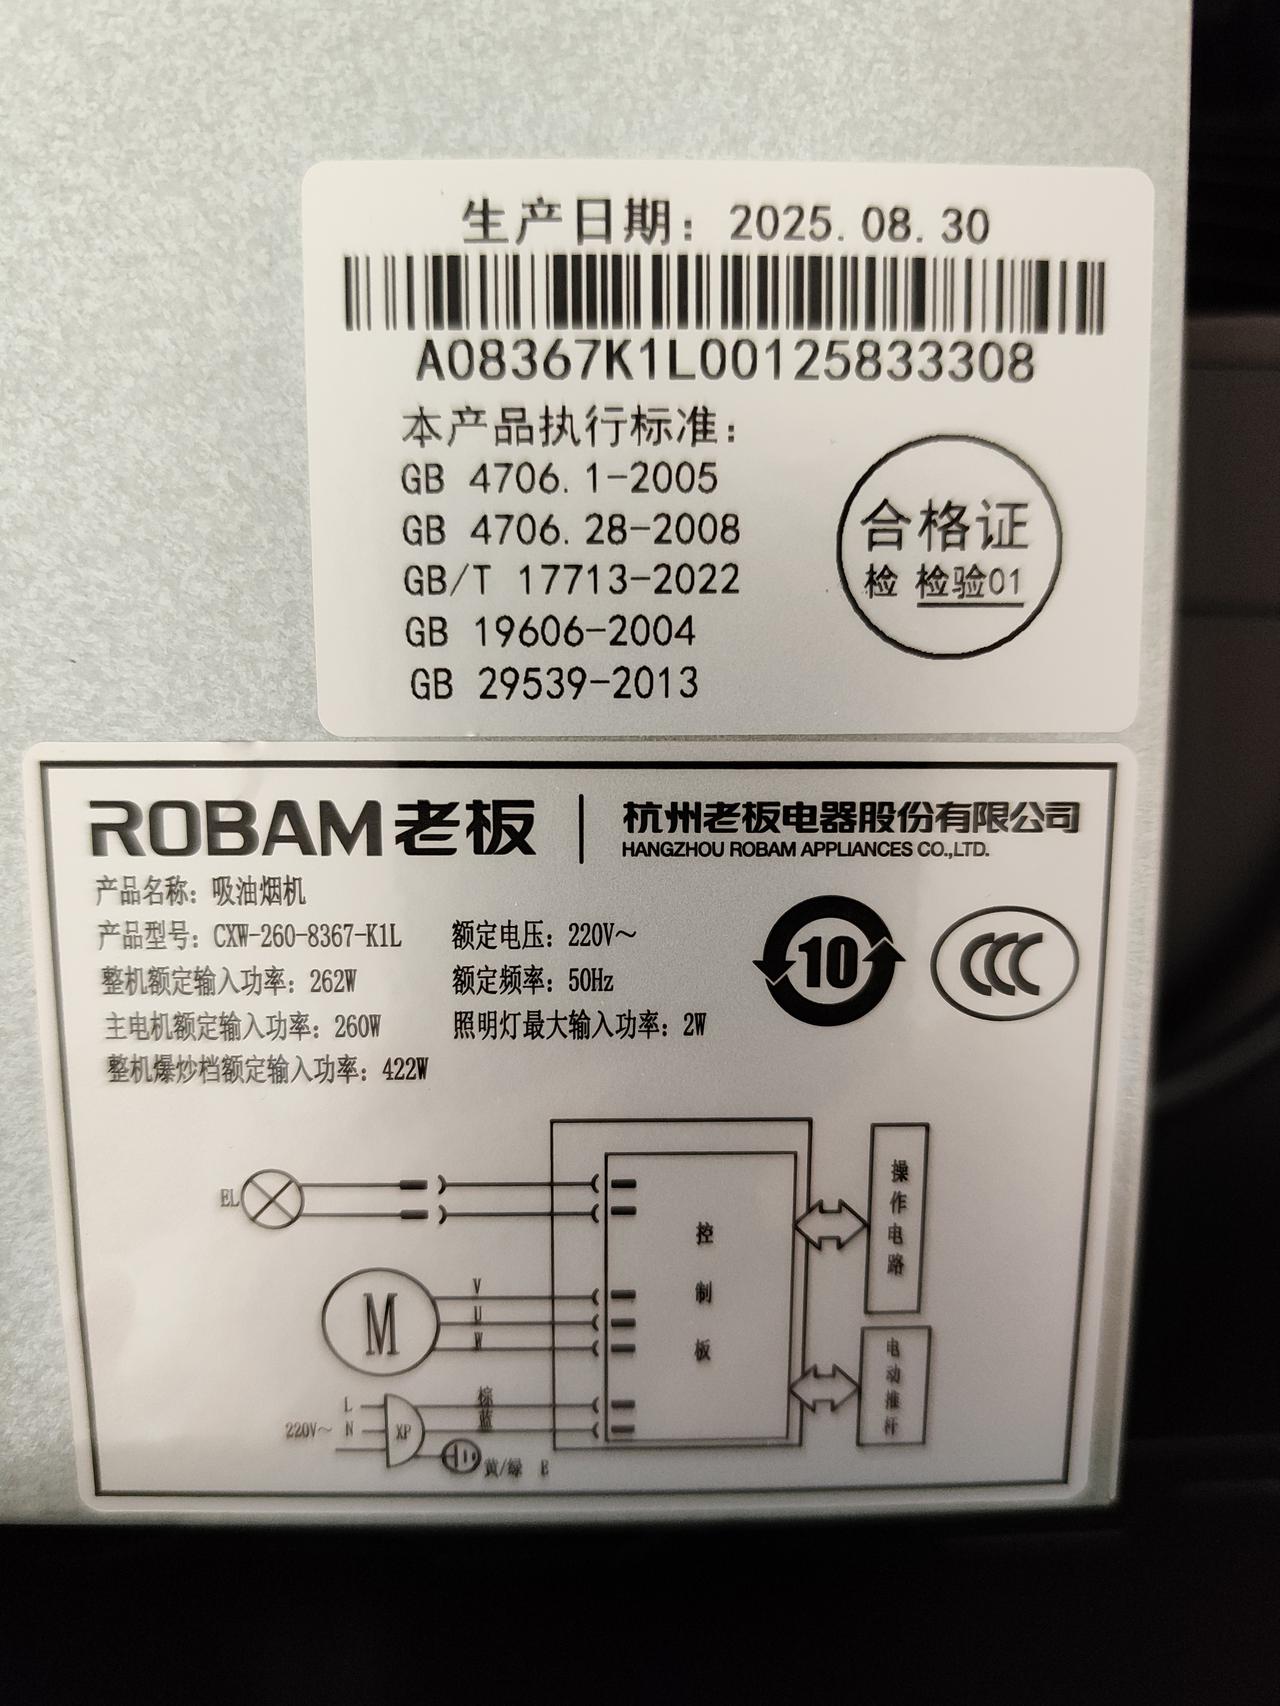 生产日期：2025.08.30
A08367K1L00125833308
本产品执行标准：
GB 4706.1-2005
GB 4706.28-2008
GB/T 17713-2022
GB 19606-2004
GB 29539-2013
合格证
检 检验01
ROBAM老板 | 杭州老板电器股份有限公司
HANGZHOU ROBAM APPLIANCES CO.,LTD.
产品名称：吸油烟机
产品型号：CXW-260-8367-K1L 额定电压：220V～
整机额定输入功率：262W 额定频率：50Hz
主电机额定输入功率：260W 照明灯最大输入功率：2W
整机爆炒档额定输入功率：422W
10
CCC
EL
M
V
U
W
L
220V～ N
XP
棕
蓝
黄/绿 E
控制板
操作电路
电动推杆